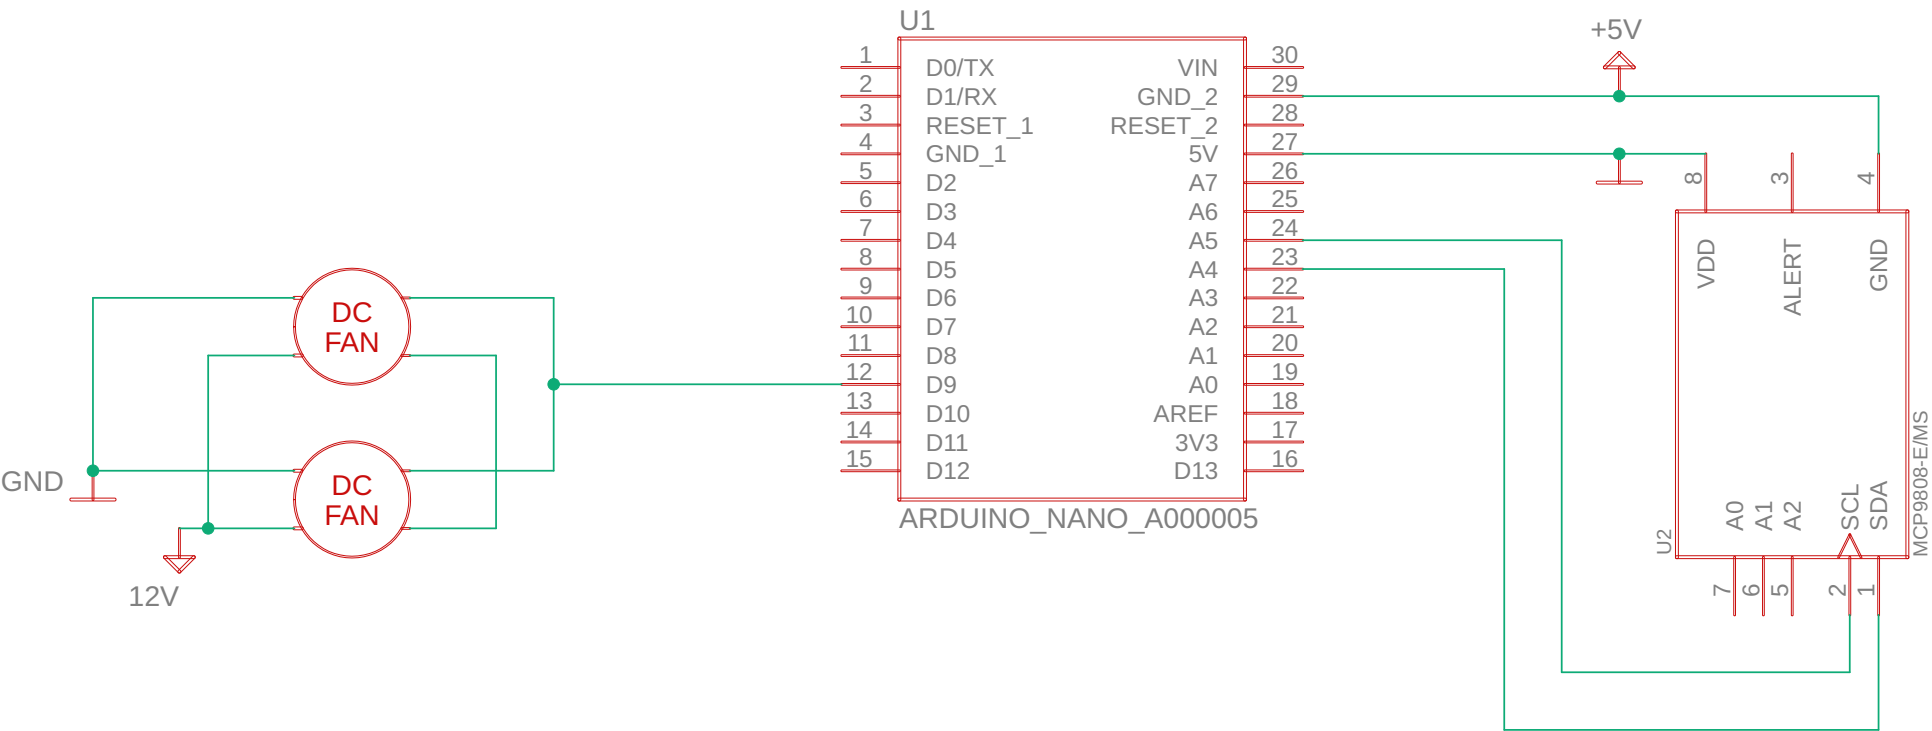 U1
+5V
1 D0/TX VIN 30
2 D1/RX GND_2 29
3 RESET_1 RESET_2 28
4 GND_1 5V 27
5 D2 A7 26
6 D3 A6 25
7 D4 A5 24
8 D5 A4 23
9 D6 A3 22
10 D7 A2 21
11 D8 A1 20
12 D9 A0 19
13 D10 AREF 18
14 D11 3V3 17
15 D12 D13 16
ARDUINO_NANO_A000005
DC
FAN
DC
FAN
GND
12V
8 3 4
VDD ALERT GND
A0 A1 A2 SCL SDA
7 6 5 2 1
U2
MCP9808-E/MS